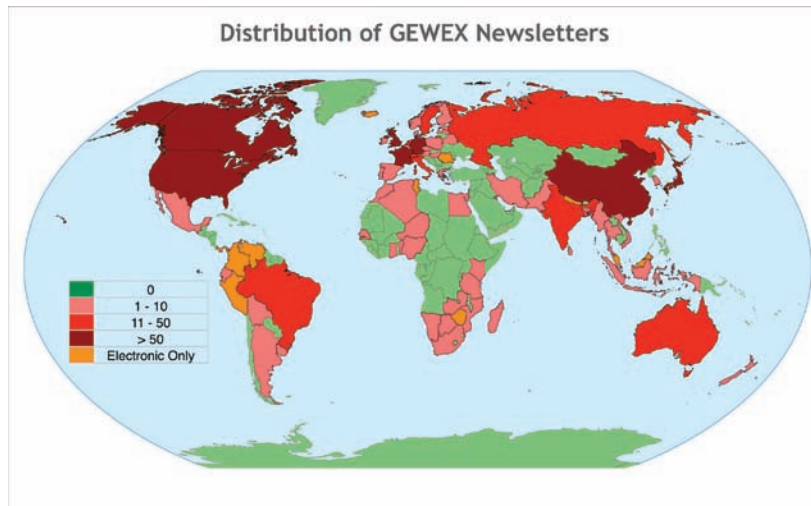 Distribution of GEWEX Newsletters
0
1 - 10
11 - 50
> 50
Electronic Only